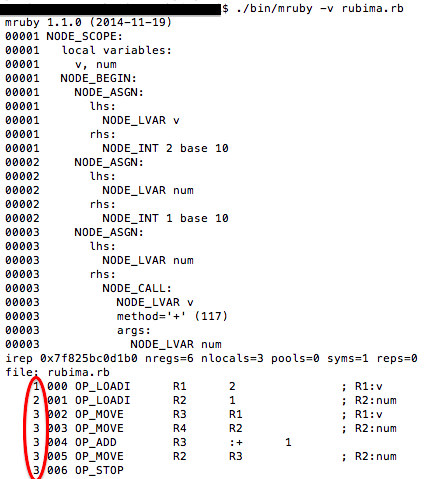 $ ./bin/mruby -v rubima.rb
mruby 1.1.0 (2014-11-19)
00001 NODE_SCOPE:
00001   local variables:
00001     v, num
00001   NODE_BEGIN:
00001     NODE_ASGN:
00001       lhs:
00001         NODE_LVAR v
00001       rhs:
00001         NODE_INT 2 base 10
00002     NODE_ASGN:
00002       lhs:
00002         NODE_LVAR num
00002       rhs:
00002         NODE_INT 1 base 10
00003     NODE_ASGN:
00003       lhs:
00003         NODE_LVAR num
00003       rhs:
00003         NODE_CALL:
00003           NODE_LVAR v
00003           method='+' (117)
00003           args:
00003             NODE_LVAR num
irep 0x7f825bc0d1b0 nregs=6 nlocals=3 pools=0 syms=1 reps=0
file: rubima.rb
    1 000 OP_LOADI      R1      2               ; R1:v
    2 001 OP_LOADI      R2      1               ; R2:num
    3 002 OP_MOVE       R3      R1              ; R1:v
    3 003 OP_MOVE       R4      R2              ; R2:num
    3 004 OP_ADD        R3      :+      1
    3 005 OP_MOVE       R2      R3              ; R2:num
    3 006 OP_STOP